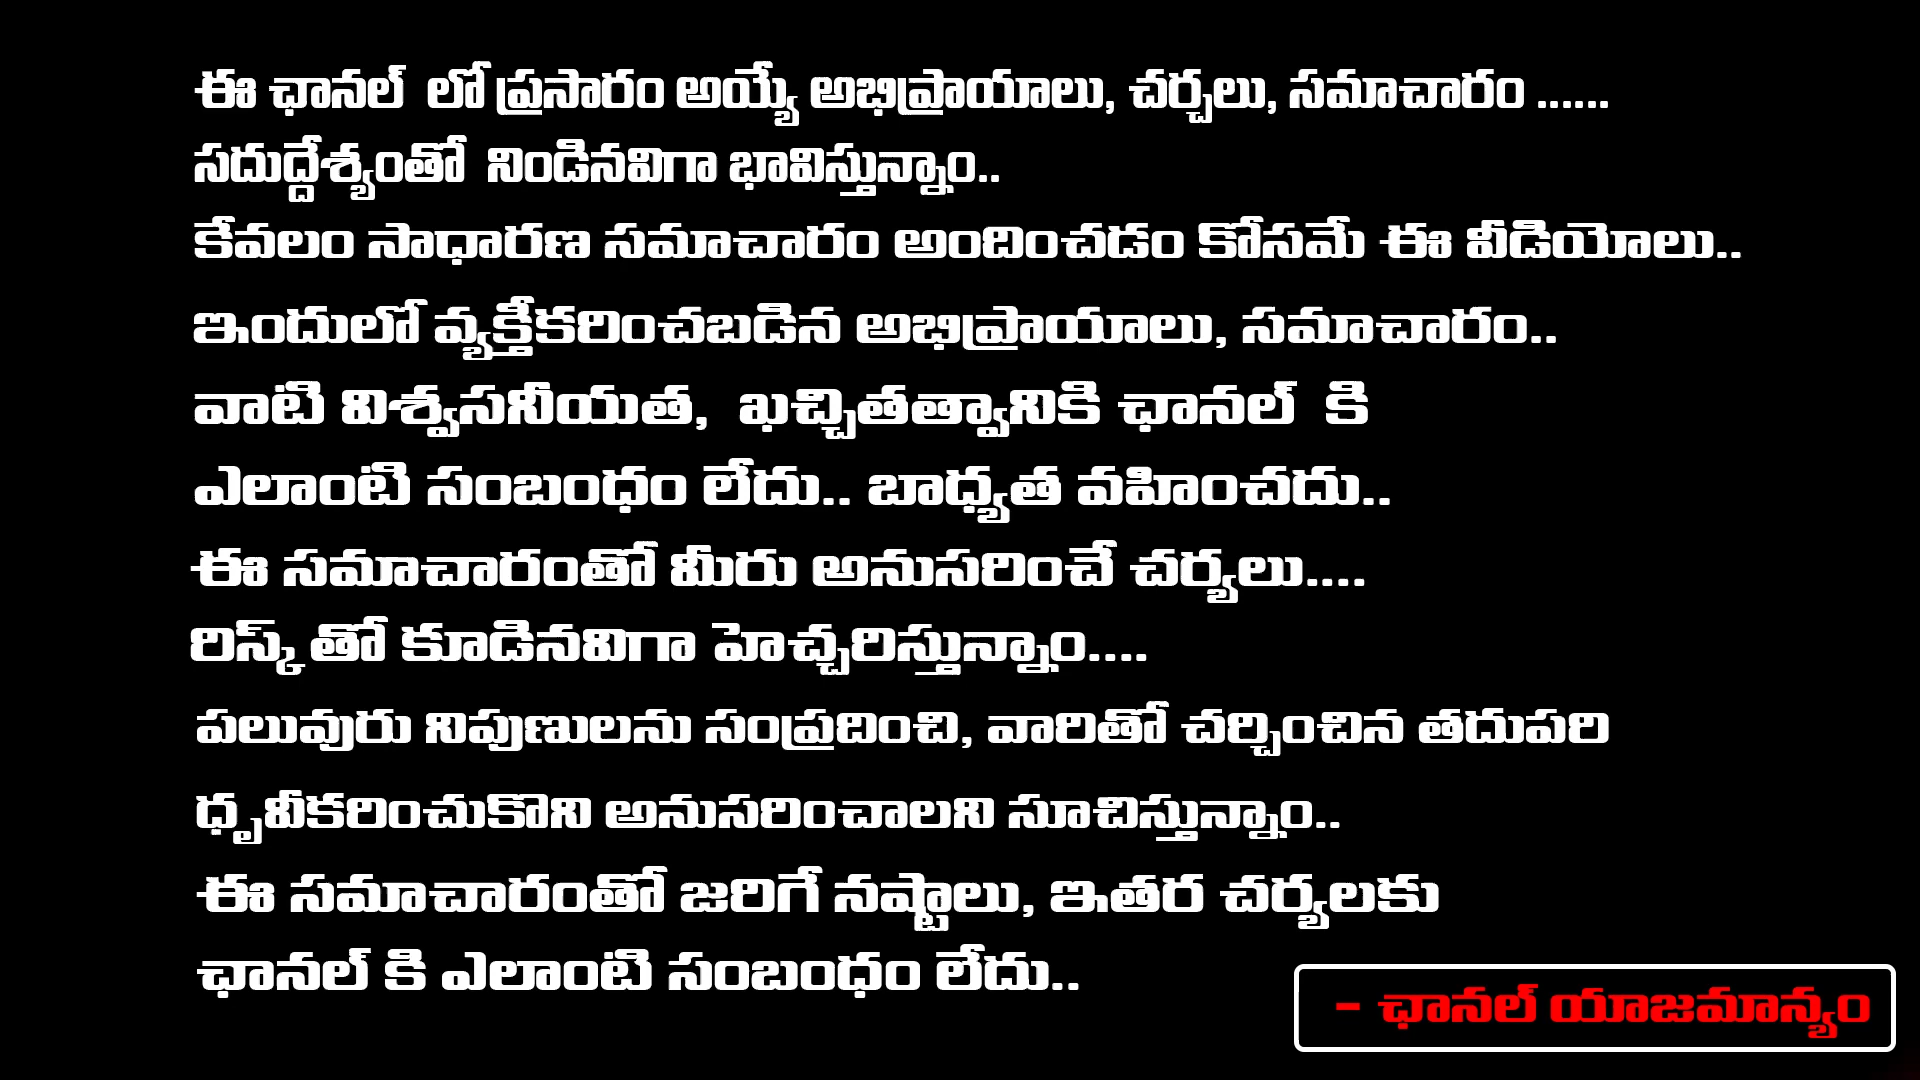 ఈ ఛానల్ లో ప్రసారం అయ్యే అభిప్రాయాలు, చర్చలు, సమాచారం ......
సదుద్దేశ్యంతో నిండినవిగా భావిస్తున్నాం..
కేవలం సాధారణ సమాచారం అందించడం కోసమే ఈ వీడియోలు..
ఇందులో వ్యక్తీకరించబడిన అభిప్రాయాలు, సమాచారం..
వాటి విశ్వసనీయత, ఖచ్చితత్వానికి ఛానల్ కి
ఎలాంటి సంబంధం లేదు.. బాధ్యత వహించదు..
ఈ సమాచారంతో మీరు అనుసరించే చర్యలు....
రిస్క్ తో కూడినవిగా హెచ్చరిస్తున్నాం....
పలువురు నిపుణులను సంప్రదించి, వారితో చర్చించిన తదుపరి
ధృవీకరించుకొని అనుసరించాలని సూచిస్తున్నాం..
ఈ సమాచారంతో జరిగే నష్టాలు, ఇతర చర్యలకు
ఛానల్ కి ఎలాంటి సంబంధం లేదు..
- ఛానల్ యాజమాన్యం